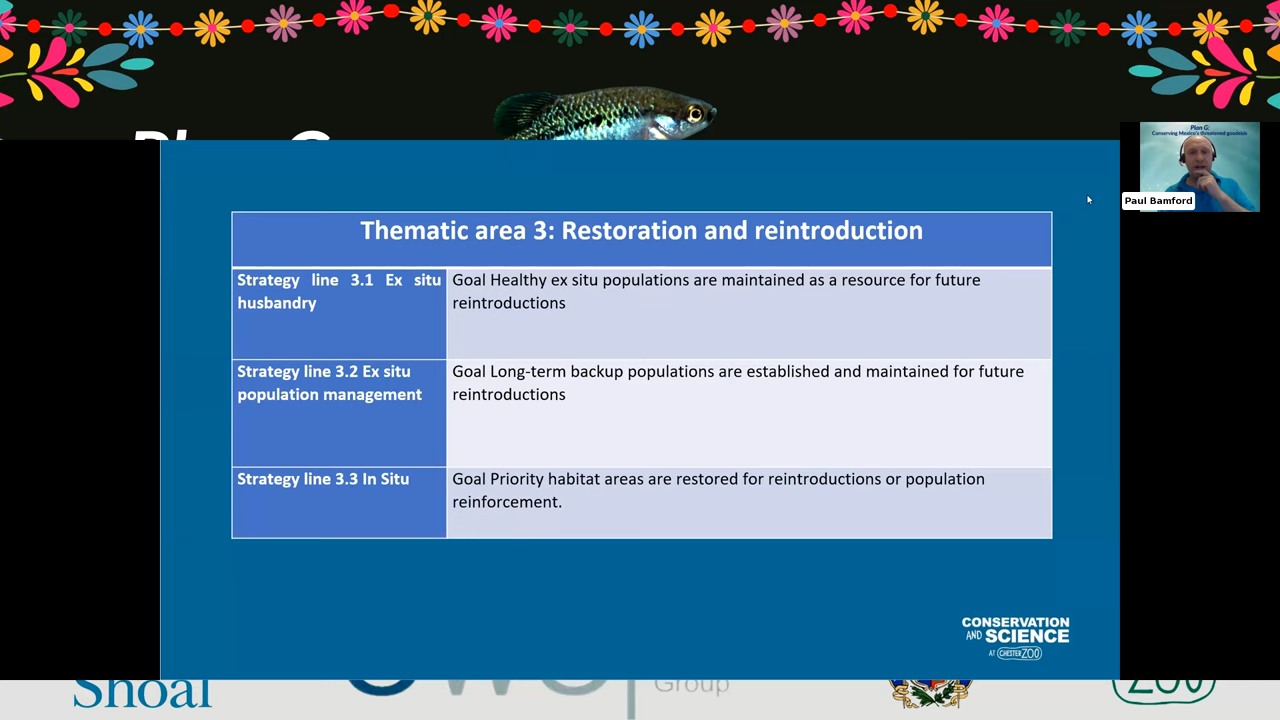 Plan G:
Conserving Mexico's threatened goodeids
Paul Bamford
Thematic area 3: Restoration and reintroduction
Strategy line 3.1 Ex situ
husbandry
Goal Healthy ex situ populations are maintained as a resource for future
reintroductions
Strategy line 3.2 Ex situ
population management
Goal Long-term backup populations are established and maintained for future
reintroductions
Strategy line 3.3 In Situ
Goal Priority habitat areas are restored for reintroductions or population
reinforcement.
CONSERVATION
AND SCIENCE
AT CHESTER ZOO
Shoal
Group
ZOO